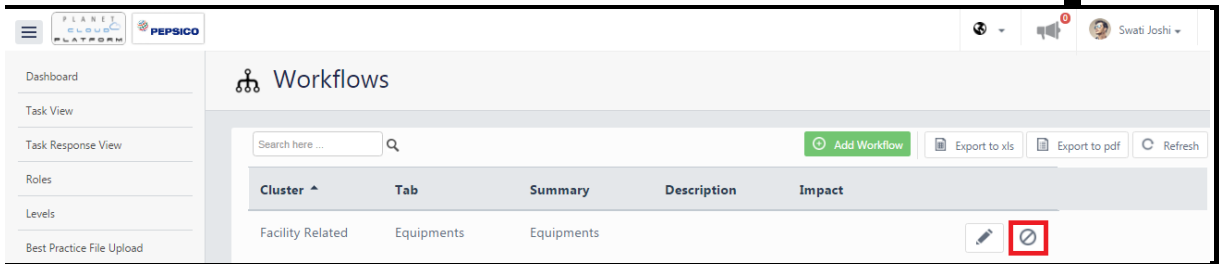 PLANET
CLOUD
PLATFORM
PEPSICO
0
Swati Joshi
Dashboard
Task View
Task Response View
Roles
Levels
Best Practice File Upload
Workflows
Search here ...
Add Workflow
Export to xls
Export to pdf
Refresh
Cluster Tab Summary Description Impact
Facility Related Equipments Equipments